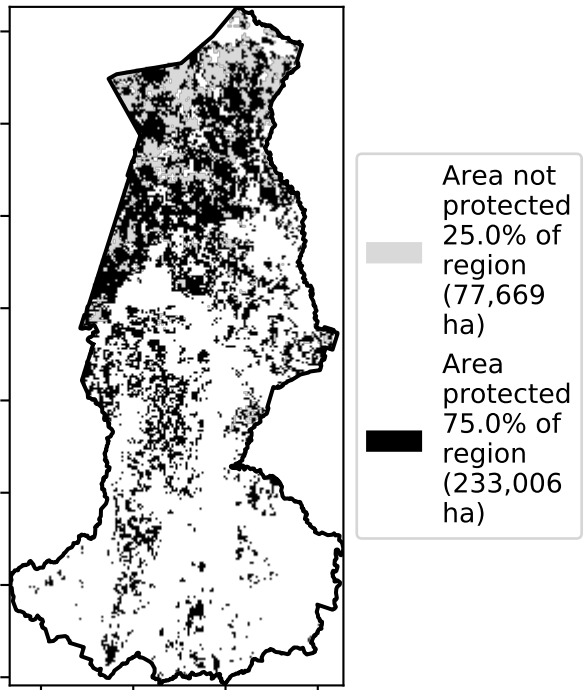 Area not
protected
25.0% of
region
(77,669
ha)
Area
protected
75.0% of
region
(233,006
ha)